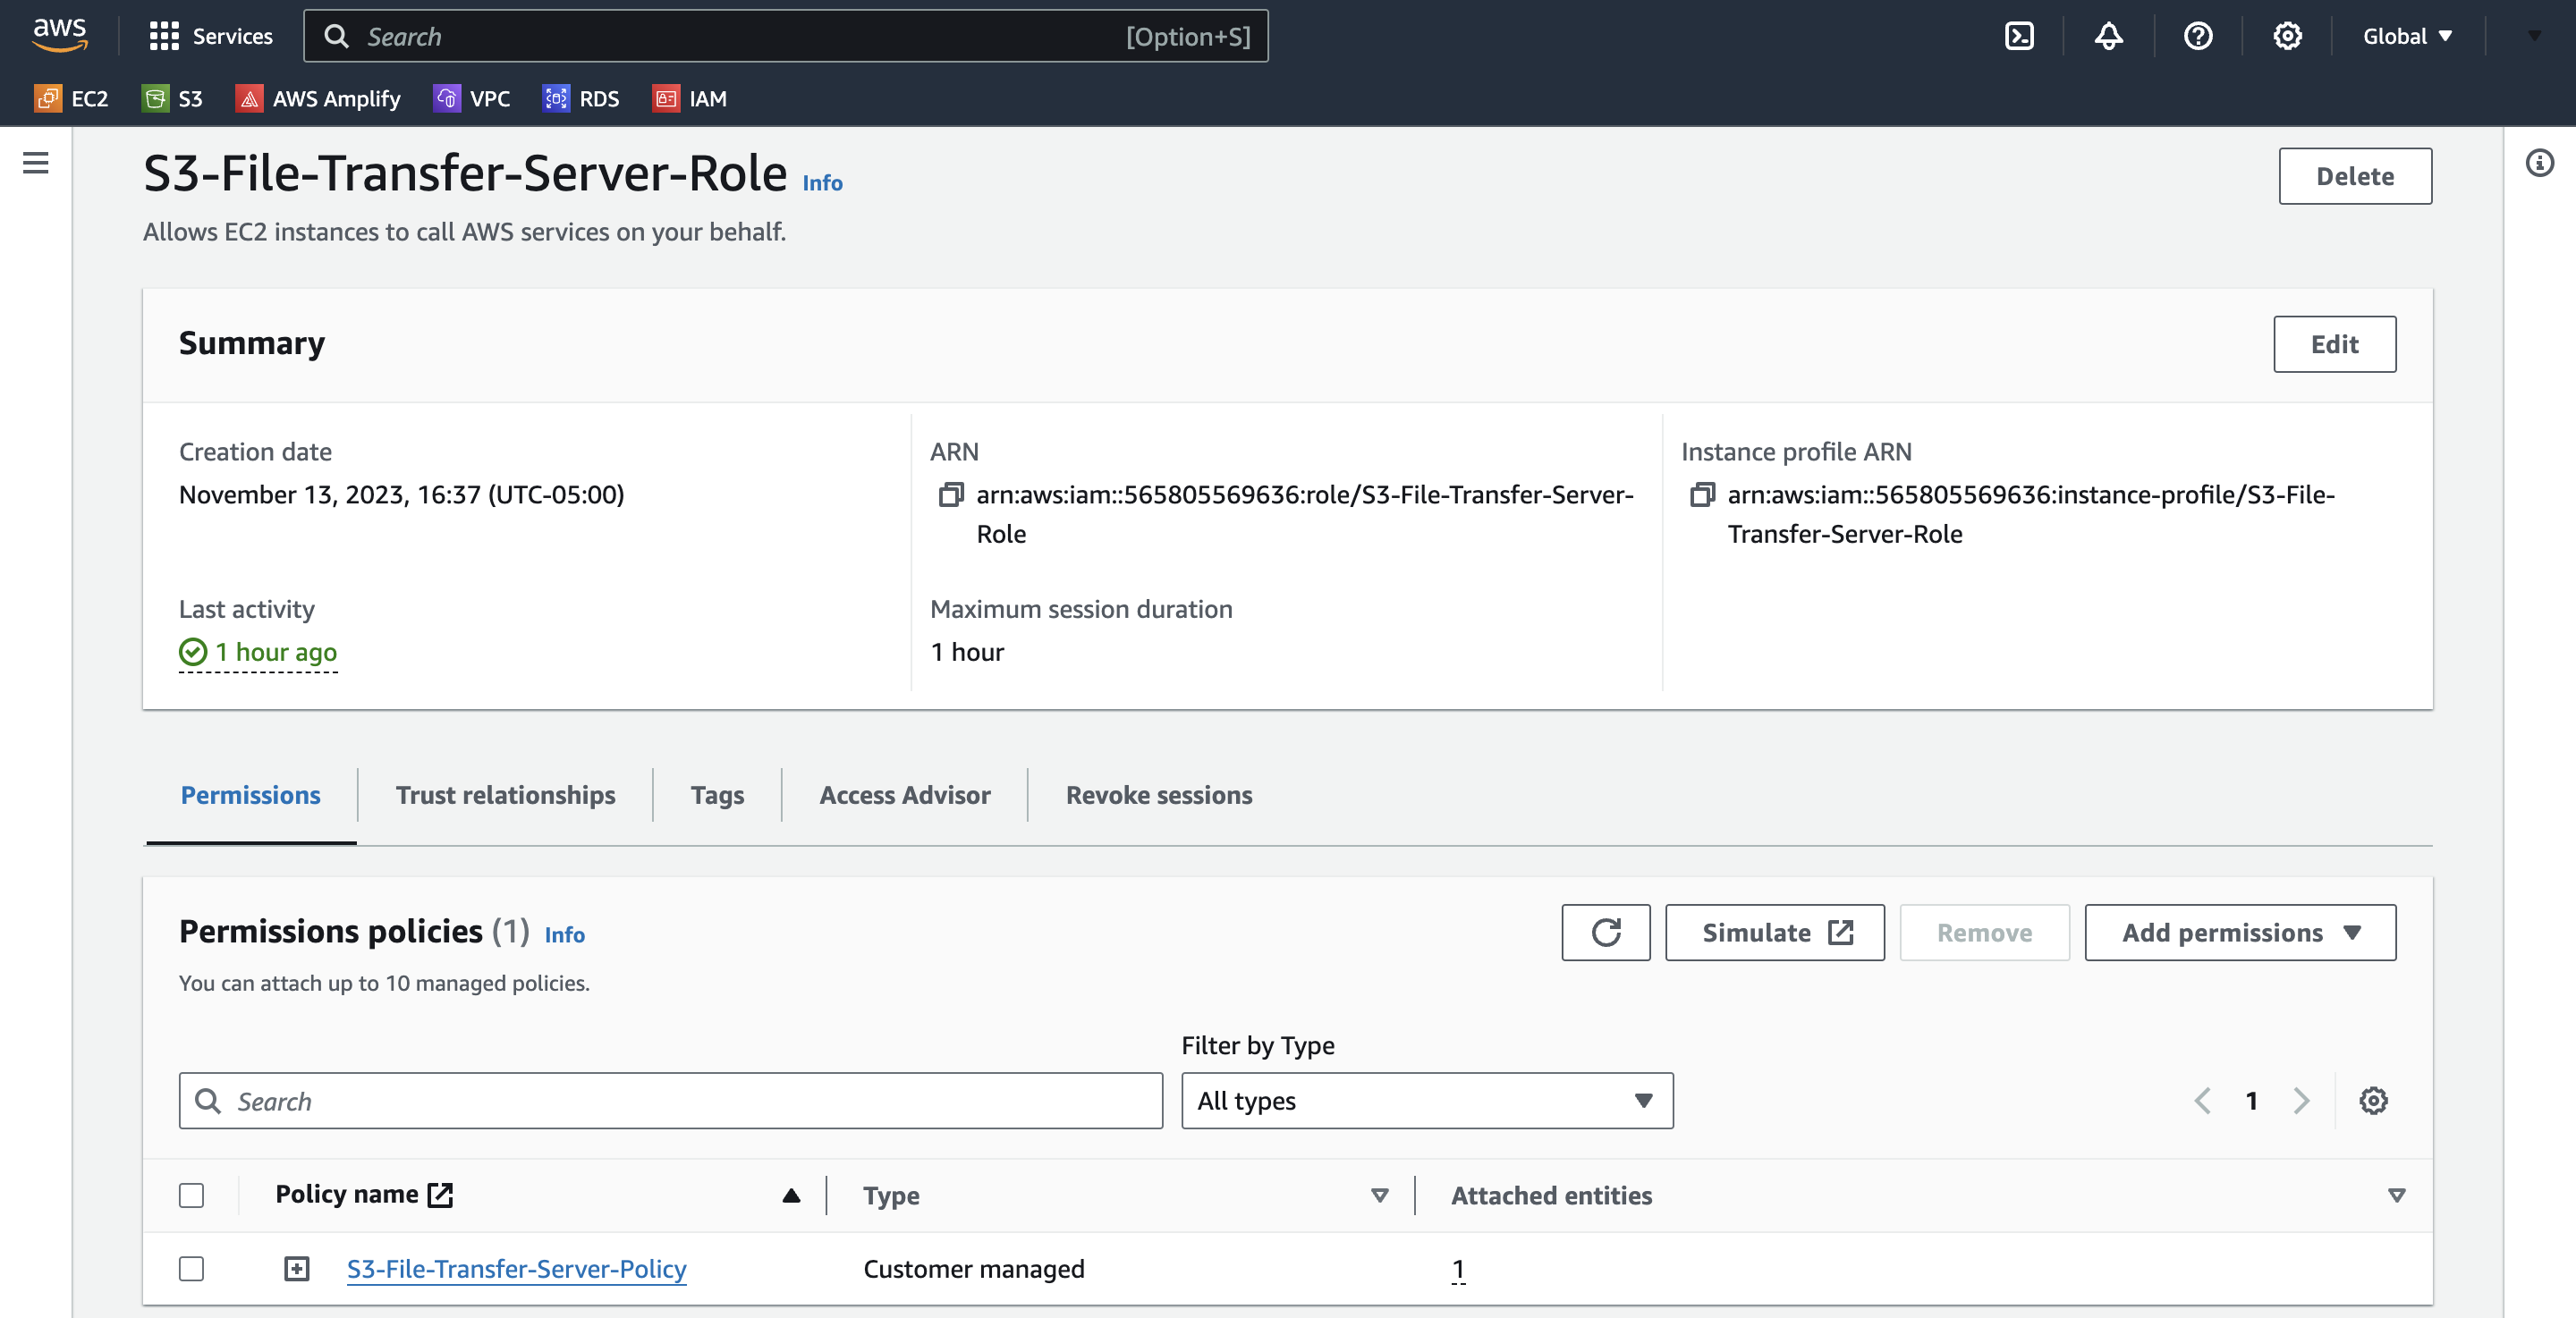 aws
Services
Search
[Option+S]
Global
EC2
S3
AWS Amplify
VPC
RDS
IAM
S3-File-Transfer-Server-Role Info
Delete
Allows EC2 instances to call AWS services on your behalf.
Summary
Edit
Creation date
November 13, 2023, 16:37 (UTC-05:00)
ARN
arn:aws:iam::565805569636:role/S3-File-Transfer-Server-
Role
Instance profile ARN
arn:aws:iam::565805569636:instance-profile/S3-File-
Transfer-Server-Role
Last activity
1 hour ago
Maximum session duration
1 hour
Permissions
Trust relationships
Tags
Access Advisor
Revoke sessions
Permissions policies (1) Info
Simulate
Remove
Add permissions
You can attach up to 10 managed policies.
Filter by Type
Search
All types
1
Policy name
Type
Attached entities
S3-File-Transfer-Server-Policy
Customer managed
1